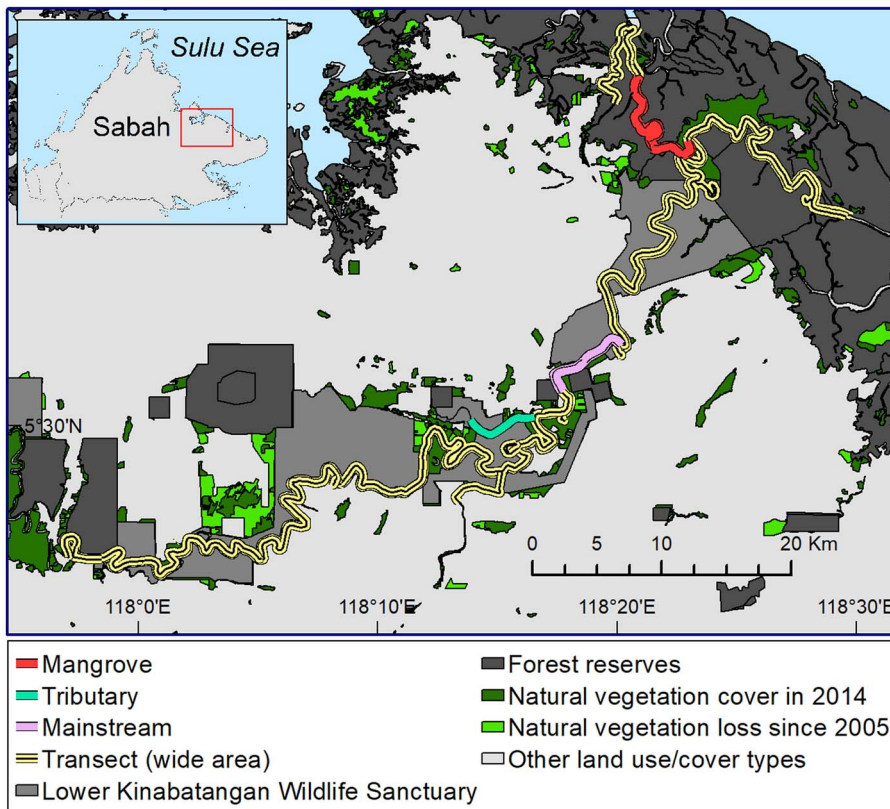 Sulu Sea
Sabah
5°30'N
0 5 10 20 Km
118°0'E 118°10'E 118°20'E 118°30'E
Mangrove
Tributary
Mainstream
Transect (wide area)
Lower Kinabatangan Wildlife Sanctuary
Forest reserves
Natural vegetation cover in 2014
Natural vegetation loss since 2005
Other land use/cover types